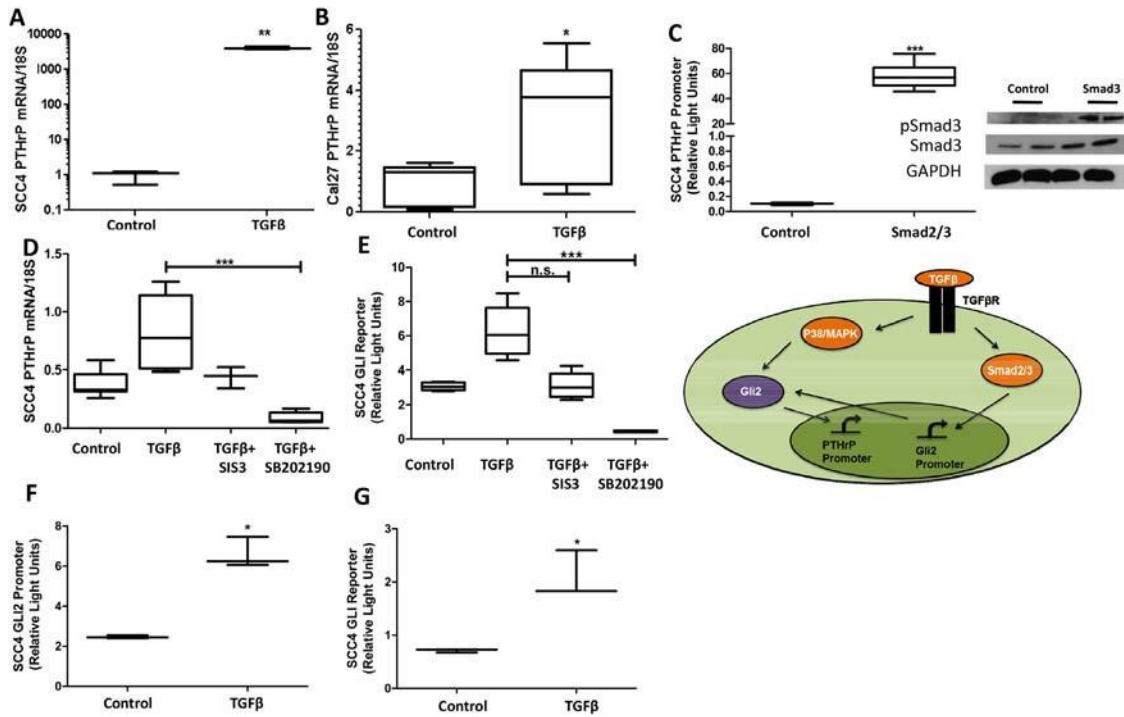 A
SCC4 PTHrP mRNA/18S
10000
1000
100
10
1
0.1
**
Control
TGFß
B
Cal27 PTHrP mRNA/18S
6
4
2
0
*
Control
TGFβ
C
SCC4 PTHrP Promoter
(Relative Light Units)
80
60
40
20
1.0
0.8
0.6
0.4
0.2
0.0
***
Control
Smad2/3
Control
Smad3
pSmad3
Smad3
GAPDH
D
SCC4 PTHrP mRNA/18S
1.5
1.0
0.5
0.0
***
Control
TGFβ
TGFβ+
SIS3
TGFβ+
SB202190
E
SCC4 GLI Reporter
(Relative Light Units)
10
8
6
4
2
0
***
n.s.
Control
TGFβ
TGFβ+
SIS3
TGFβ+
SB202190
TGFβ
TGFβR
P38/MAPK
Smad2/3
Gli2
PTHrP
Promoter
Gli2
Promoter
F
SCC4 GLI2 Promoter
(Relative Light Units)
8
6
4
2
0
*
Control
TGFβ
G
SCC4 GLI Reporter
(Relative Light Units)
3
2
1
0
*
Control
TGFβ